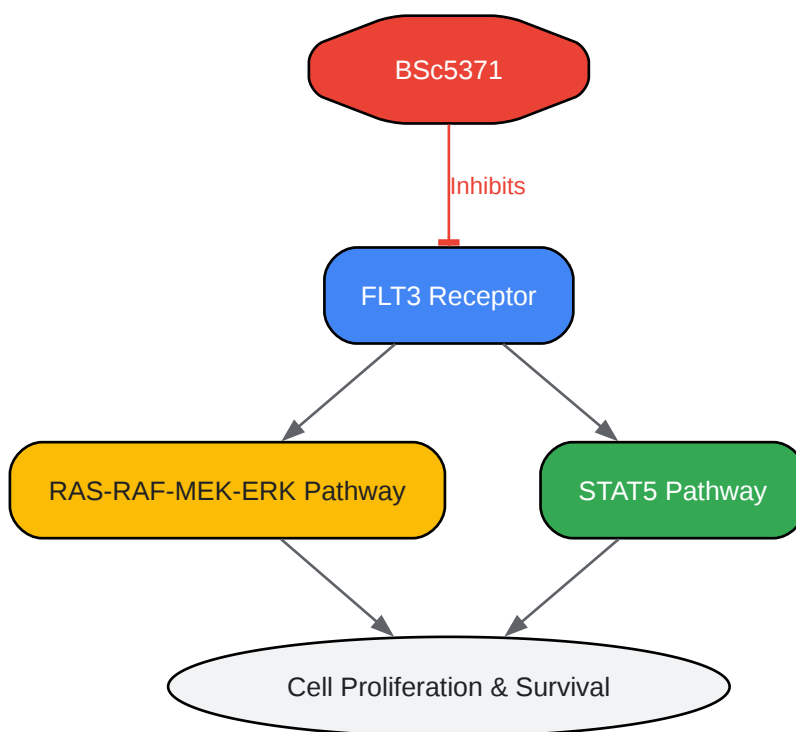 BSc5371
Inhibits
FLT3 Receptor
RAS-RAF-MEK-ERK Pathway
STAT5 Pathway
Cell Proliferation & Survival